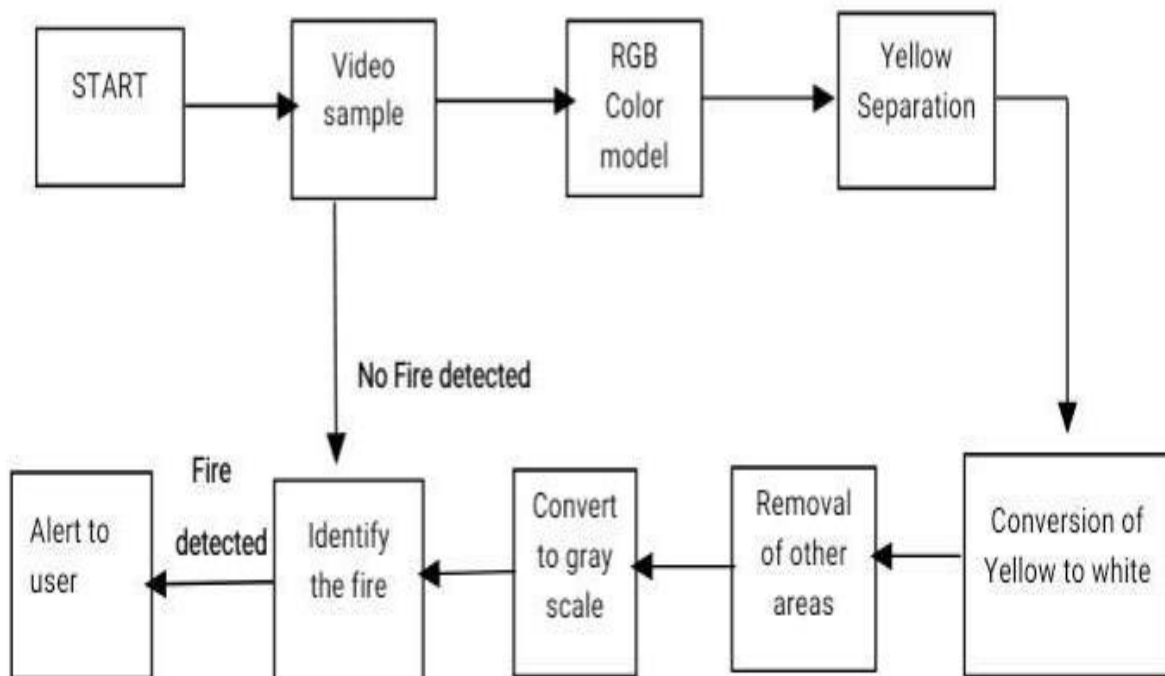 START
Video
sample
RGB
Color
model
Yellow
Separation
No Fire detected
Fire
detected
Alert to
user
Identify
the fire
Convert
to gray
scale
Removal
of other
areas
Conversion of
Yellow to white